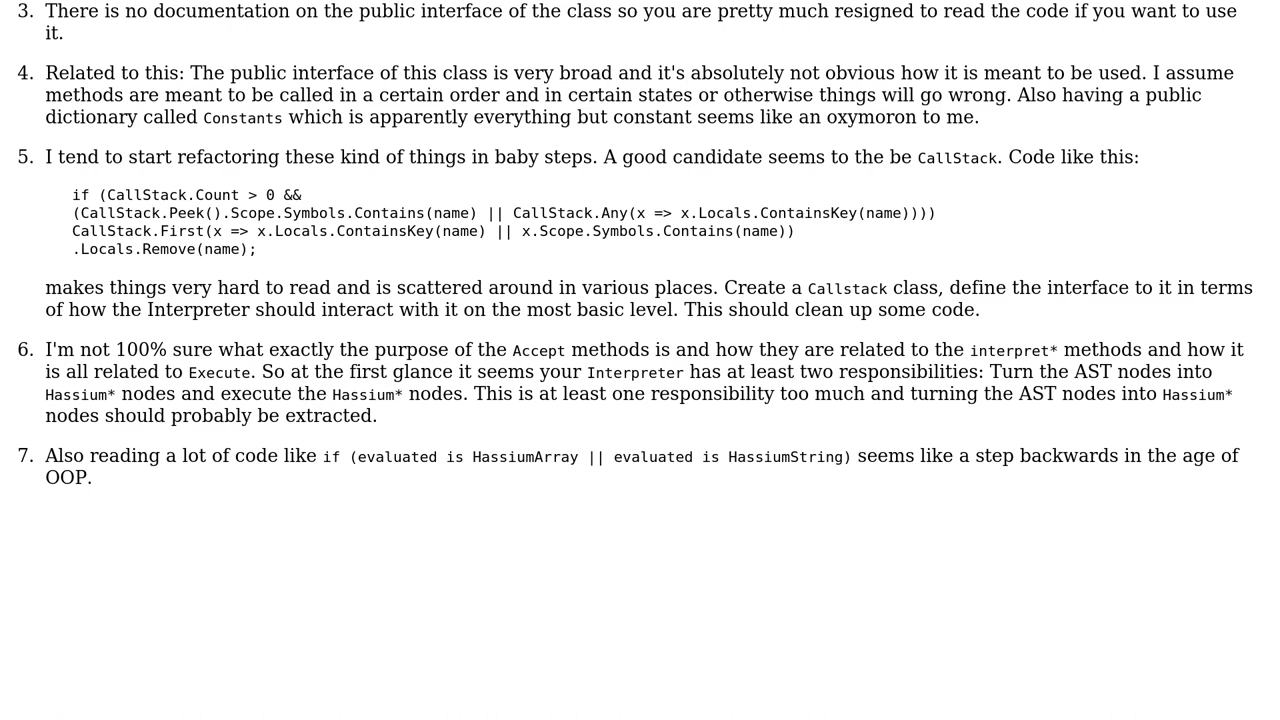 3. There is no documentation on the public interface of the class so you are pretty much resigned to read the code if you want to use
it.
4. Related to this: The public interface of this class is very broad and it's absolutely not obvious how it is meant to be used. I assume
methods are meant to be called in a certain order and in certain states or otherwise things will go wrong. Also having a public
dictionary called Constants which is apparently everything but constant seems like an oxymoron to me.
5. I tend to start refactoring these kind of things in baby steps. A good candidate seems to the be CallStack. Code like this:
if (CallStack.Count > 0 &&
(CallStack.Peek().Scope.Symbols.Contains(name) || CallStack.Any(x => x.Locals.ContainsKey(name))))
CallStack.First(x => x.Locals.ContainsKey(name) || x.Scope.Symbols.Contains(name))
.Locals.Remove(name);
makes things very hard to read and is scattered around in various places. Create a Callstack class, define the interface to it in terms
of how the Interpreter should interact with it on the most basic level. This should clean up some code.
6. I'm not 100% sure what exactly the purpose of the Accept methods is and how they are related to the interpret* methods and how it
is all related to Execute. So at the first glance it seems your Interpreter has at least two responsibilities: Turn the AST nodes into
Hassium* nodes and execute the Hassium* nodes. This is at least one responsibility too much and turning the AST nodes into Hassium*
nodes should probably be extracted.
7. Also reading a lot of code like if (evaluated is HassiumArray || evaluated is HassiumString) seems like a step backwards in the age of
OOP.